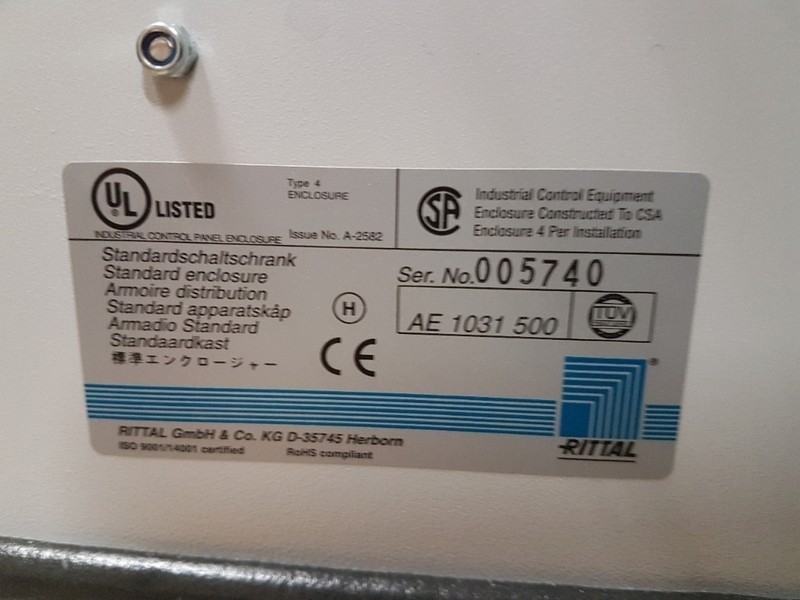 UL LISTED
Type 4
ENCLOSURE
INDUSTRIAL CONTROL PANEL ENCLOSURE Issue No. A-2582
SA Industrial Control Equipment
Enclosure Constructed To CSA
Enclosure 4 Per Installation
Standardschaltschrank
Standard enclosure
Armoire distribution
Standard apparatskåp
Armadio Standard
Standaardkast
標準エンクロージャー
H
CE
Ser. No. 005740
AE 1031 500
TÜV
RITTAL
®
RITTAL GmbH & Co. KG D-35745 Herborn
ISO 9001/14001 certified RoHS compliant